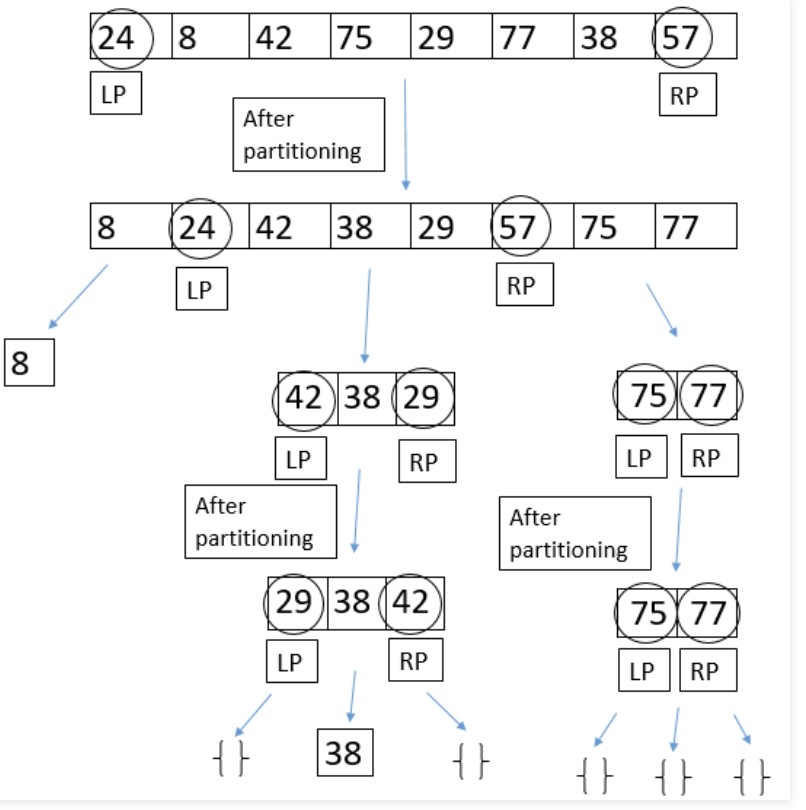 24 8 42 75 29 77 38 57
LP RP
After
partitioning
8 24 42 38 29 57 75 77
LP RP
8
42 38 29 75 77
LP RP LP RP
After
partitioning
After
partitioning
29 38 42 75 77
LP RP LP RP
{ } 38 { } { } { } { }